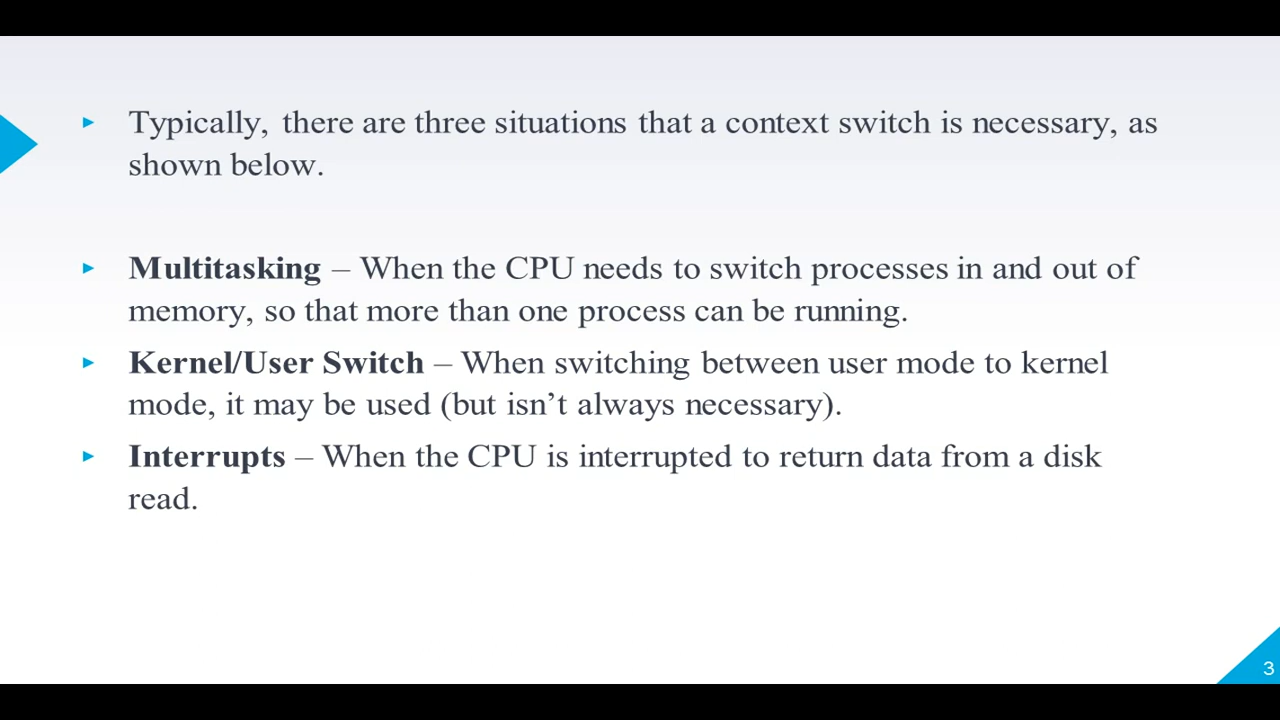 Typically, there are three situations that a context switch is necessary, as
shown below.
Multitasking – When the CPU needs to switch processes in and out of
memory, so that more than one process can be running.
Kernel/User Switch – When switching between user mode to kernel
mode, it may be used (but isn’t always necessary).
Interrupts – When the CPU is interrupted to return data from a disk
read.
3